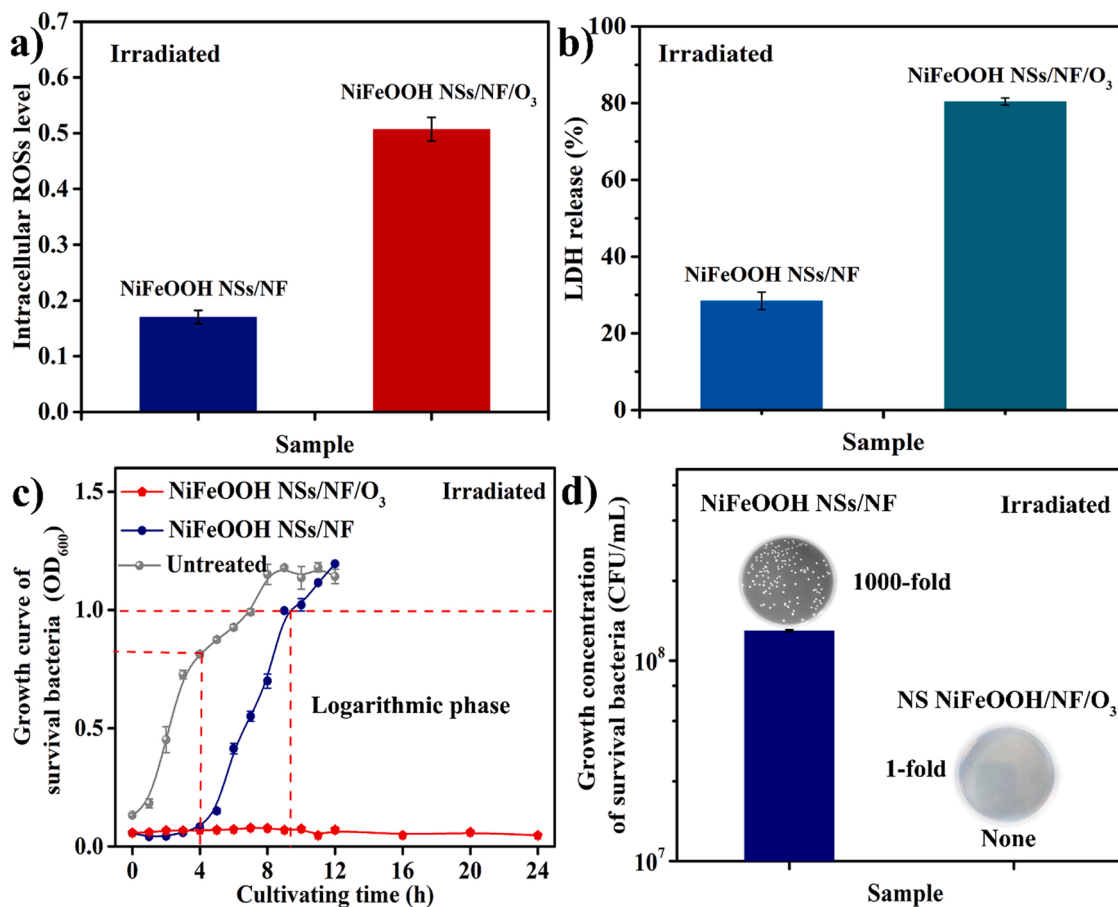 a)
Irradiated
NiFeOOH NSs/NF/O3
NiFeOOH NSs/NF
Intracellular ROSs level
0.7
0.6
0.5
0.4
0.3
0.2
0.1
0.0
Sample
b)
Irradiated
NiFeOOH NSs/NF/O3
NiFeOOH NSs/NF
LDH release (%)
100
80
60
40
20
0
Sample
c)
NiFeOOH NSs/NF/O3
Irradiated
NiFeOOH NSs/NF
Untreated
Logarithmic phase
Growth curve of
survival bacteria (OD600)
1.5
1.0
0.5
0.0
0 4 8 12 16 20 24
Cultivating time (h)
d)
NiFeOOH NSs/NF
Irradiated
1000-fold
NS NiFeOOH/NF/O3
1-fold
None
Growth concentration
of survival bacteria (CFU/mL)
10^8
10^7
Sample